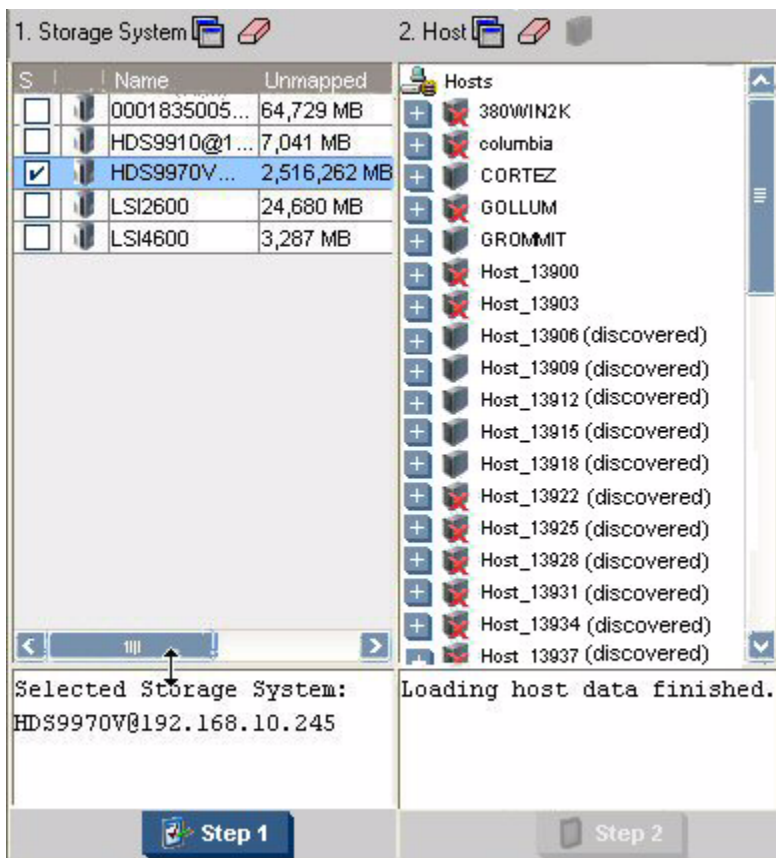 1. Storage System
S Name Unmapped
0001835005... 64,729 MB
HDS9910@1... 7,041 MB
HDS9970V... 2,516,262 MB
LSI2600 24,680 MB
LSI4600 3,287 MB
Selected Storage System:
HDS9970V@192.168.10.245
Step 1
2. Host
Hosts
380WIN2K
columbia
CORTEZ
GOLLUM
GROMMIT
Host_13900
Host_13903
Host_13906 (discovered)
Host_13909 (discovered)
Host_13912 (discovered)
Host_13915 (discovered)
Host_13918 (discovered)
Host_13922 (discovered)
Host_13925 (discovered)
Host_13928 (discovered)
Host_13931 (discovered)
Host_13934 (discovered)
Host_13937 (discovered)
Loading host data finished.
Step 2